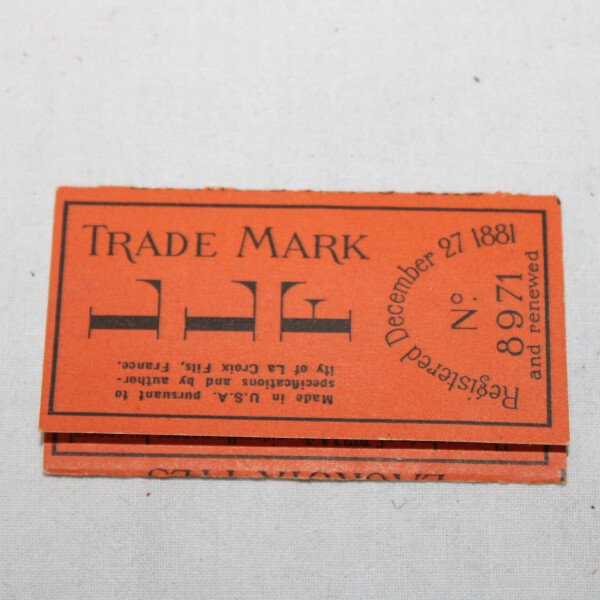 TRADE MARK
L L F
Made in U.S.A. pursuant to
specifications and by author-
ity of La Croix Fils, France.
Registered December 27 1881
Nº.
8971
and renewed